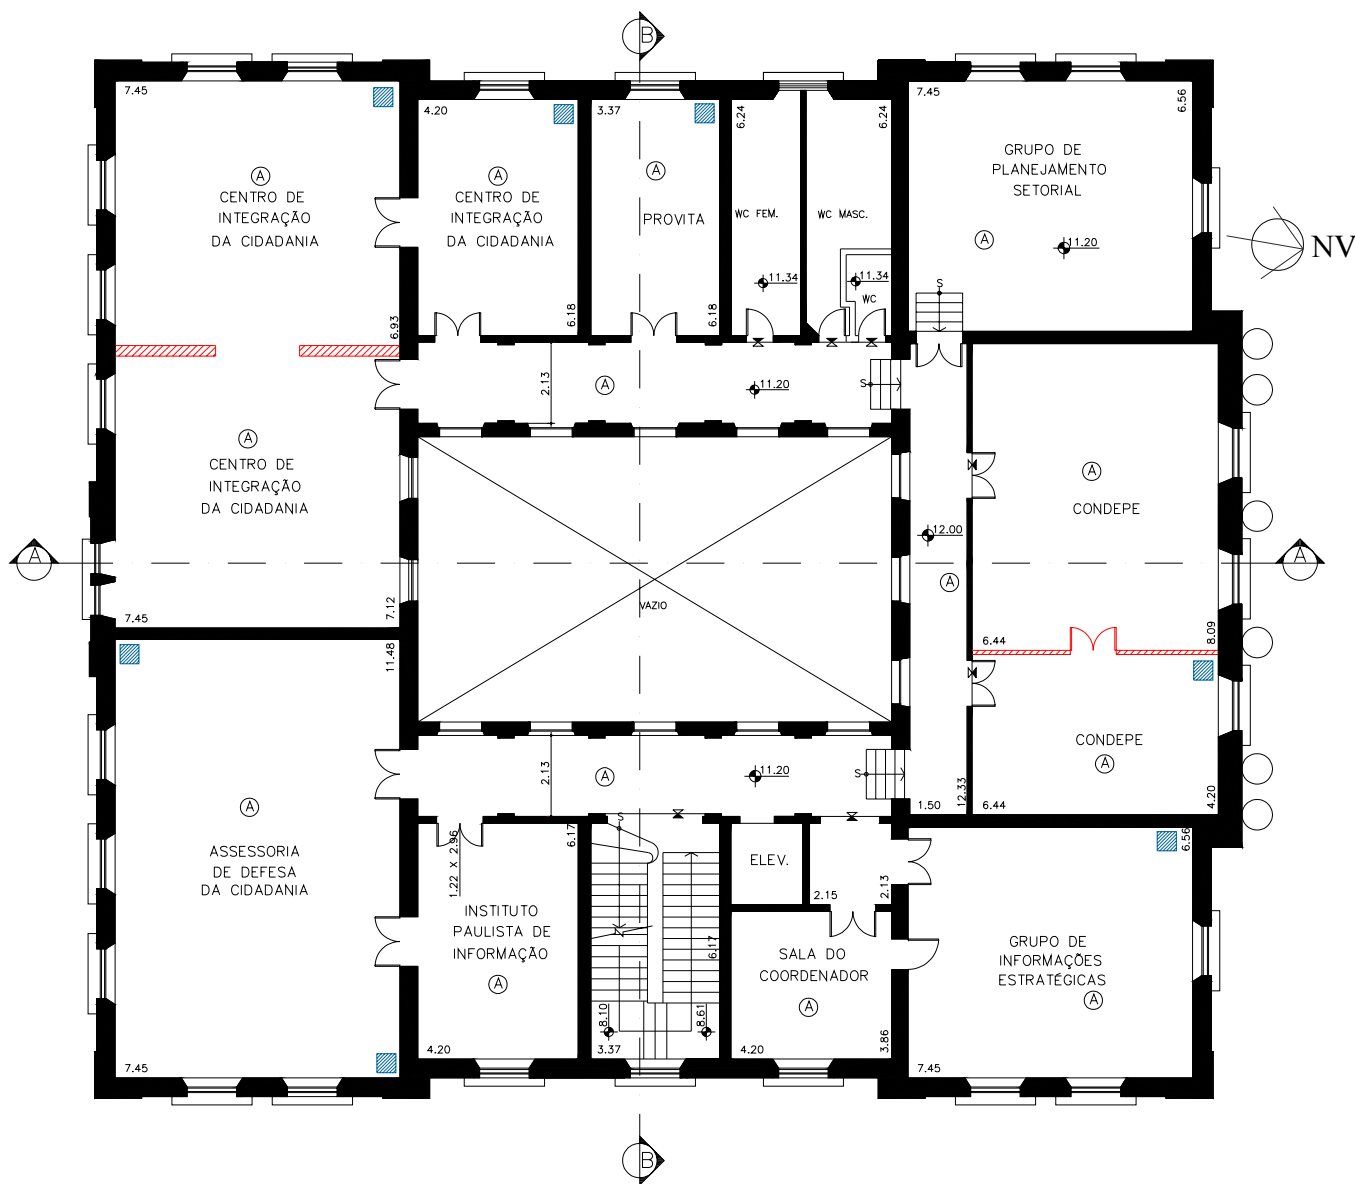 B
7.45
4.20
3.37
6.24
6.24
7.45
6.56
A
CENTRO DE
INTEGRAÇÃO
DA CIDADANIA
A
CENTRO DE
INTEGRAÇÃO
DA CIDADANIA
A
PROVITA
WC FEM.
WC MASC.
GRUPO DE
PLANEJAMENTO
SETORIAL
A
11.20
NV
11.34
11.34
WC
S
6.93
6.18
6.18
2.13
A
11.20
S
A
CENTRO DE
INTEGRAÇÃO
DA CIDADANIA
A
CONDEPE
12.00
A
A
A
VAZIO
7.45
7.12
6.44
8.09
11.48
CONDEPE
A
2.13
A
11.20
S
1.50
12.33
6.44
4.20
A
ASSESSORIA
DE DEFESA
DA CIDADANIA
1.22 X 2.96
6.17
S
ELEV.
2.15
2.13
6.56
INSTITUTO
PAULISTA DE
INFORMAÇÃO
A
6.17
SALA DO
COORDENADOR
A
GRUPO DE
INFORMAÇÕES
ESTRATÉGICAS
A
8.10
8.61
7.45
4.20
3.37
4.20
3.86
7.45
B